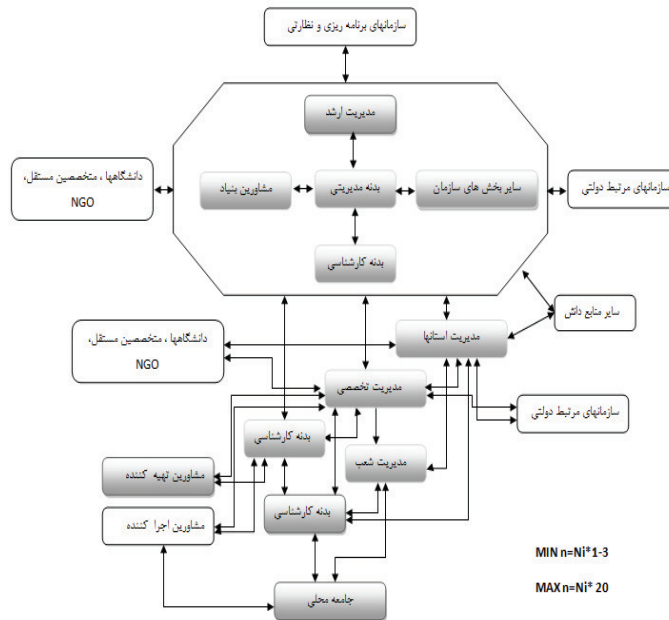 سازمانهای برنامه ریزی و نظارتی
مدیریت ارشد
دانشگاهها ، متخصصین مستقل،
NGO
مشاورین بنیاد
بدنه مدیریتی
سایر بخش های سازمان
سازمانهای مرتبط دولتی
بدنه کارشناسی
سایر منابع دانش
دانشگاهها ، متخصصین مستقل،
NGO
مدیریت استانها
مدیریت تخصصی
سازمانهای مرتبط دولتی
بدنه کارشناسی
مدیریت شعب
مشاورین تهیه کننده
بدنه کارشناسی
مشاورین اجرا کننده
MIN n=Ni*1-3
MAX n=Ni* 20
جامعه محلی